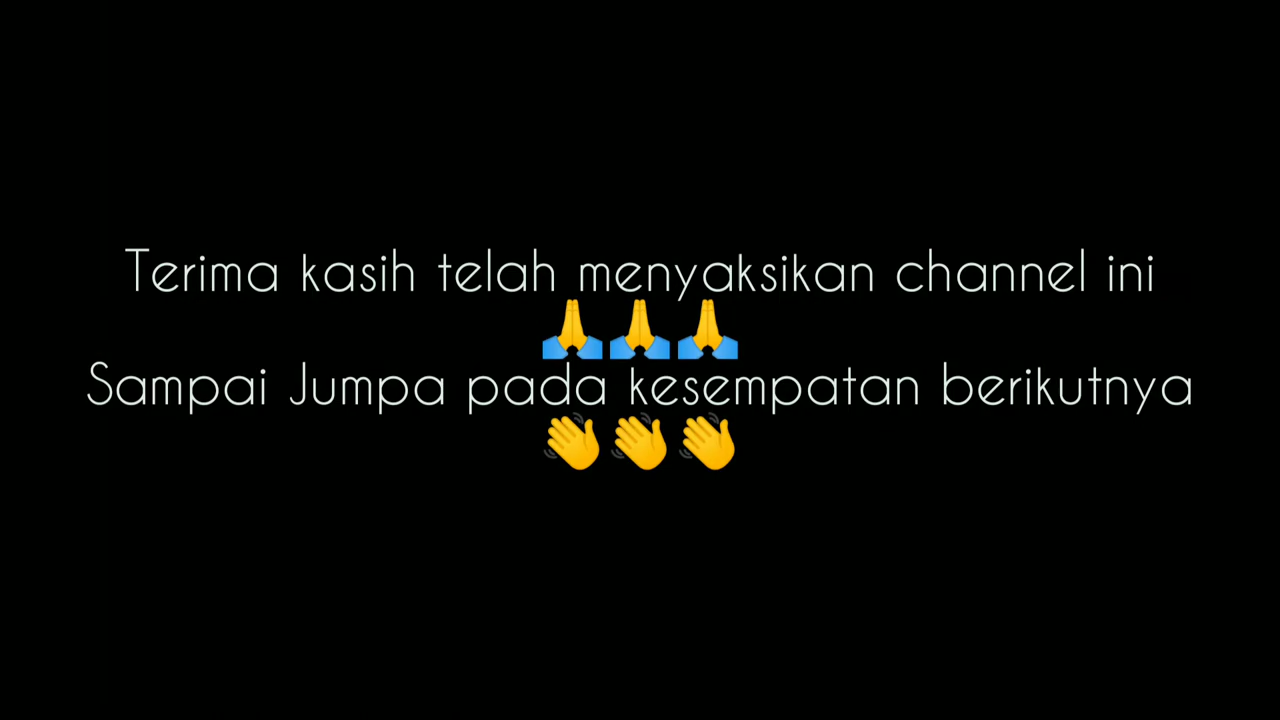 Terima kasih telah menyaksikan channel ini
🙏🙏🙏
Sampai Jumpa pada kesempatan berikutnya
👋👋👋